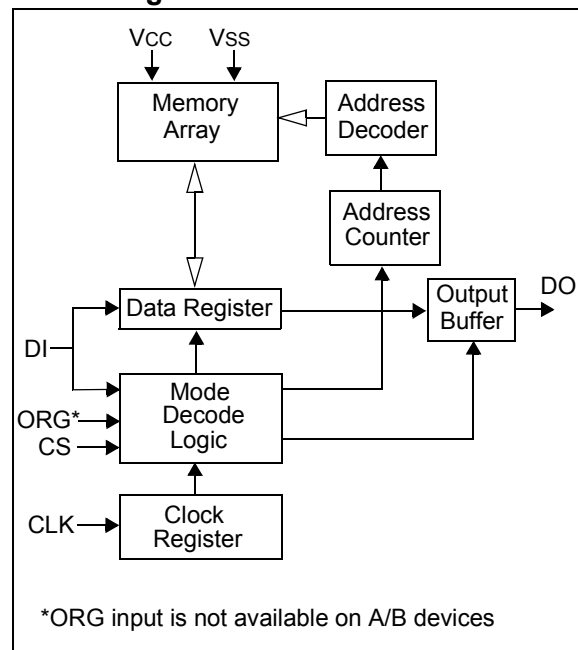 VCC VSS
Memory
Array
Address
Decoder
Address
Counter
Data Register
Output
Buffer
DO
DI
Mode
Decode
Logic
ORG*
CS
CLK
Clock
Register
*ORG input is not available on A/B devices